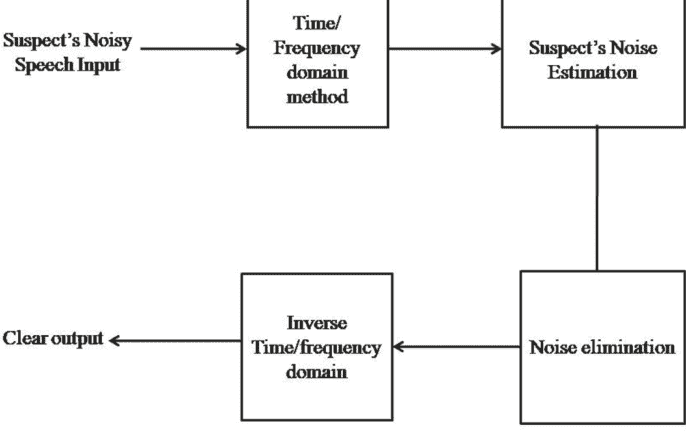 Suspect's Noisy
Speech Input
Time/
Frequency
domain
method
Suspect's Noise
Estimation
Clear output
Inverse
Time/frequency
domain
Noise elimination